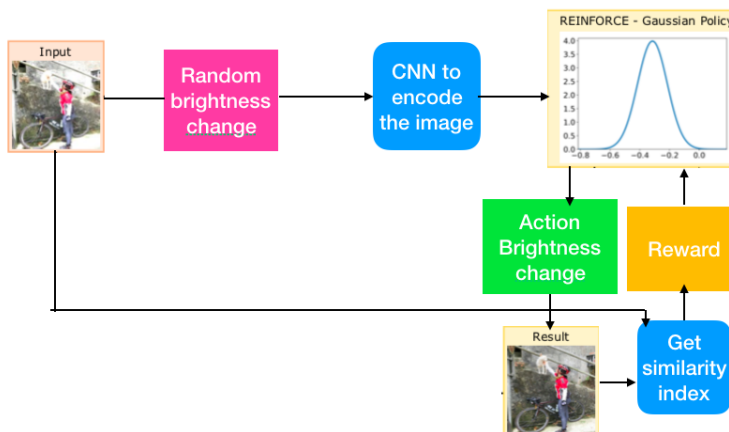 REINFORCE - Gaussian Policy
Input
Random
brightness
change
CNN to
encode
the image
4.0
3.5
3.0
2.5
2.0
1.5
1.0
0.5
0.0
−0.8 −0.6 −0.4 −0.2 0.0
Action
Brightness
change
Reward
Result
Get
similarity
index